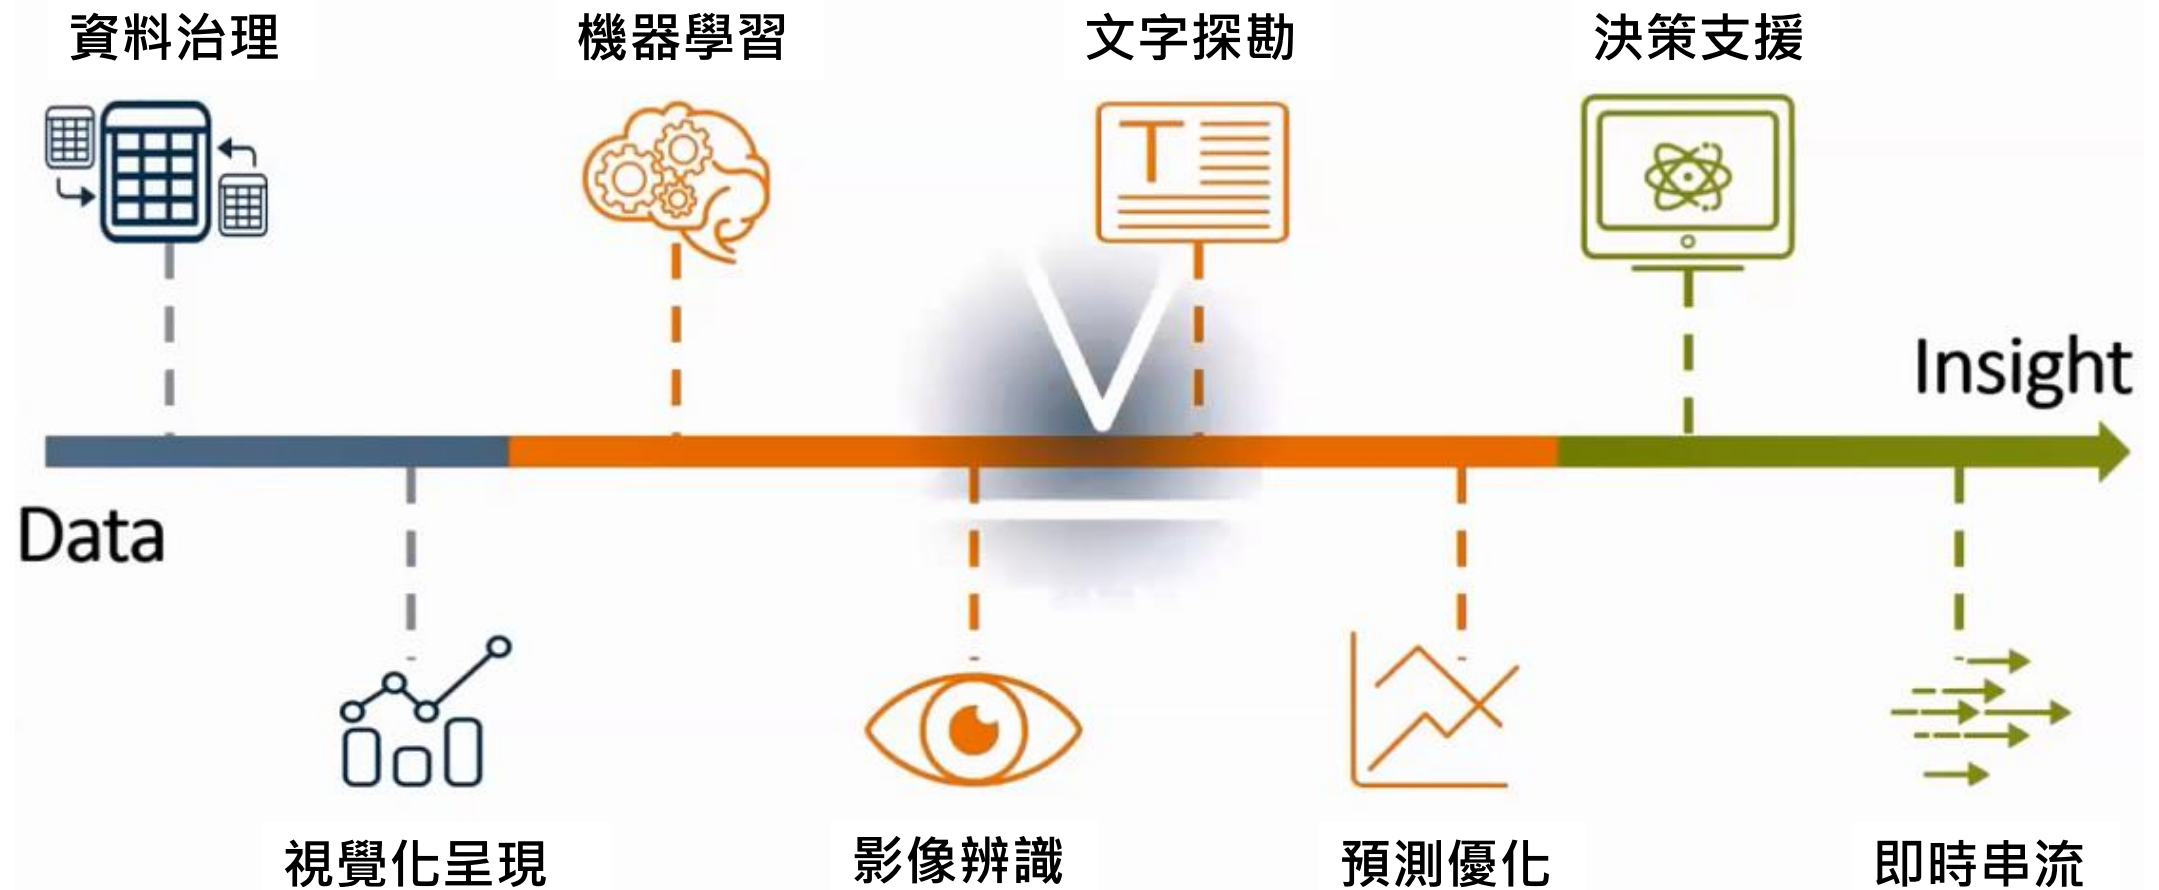 資料治理
機器學習
文字探勘
決策支援
Insight
Data
視覺化呈現
影像辨識
預測優化
即時串流